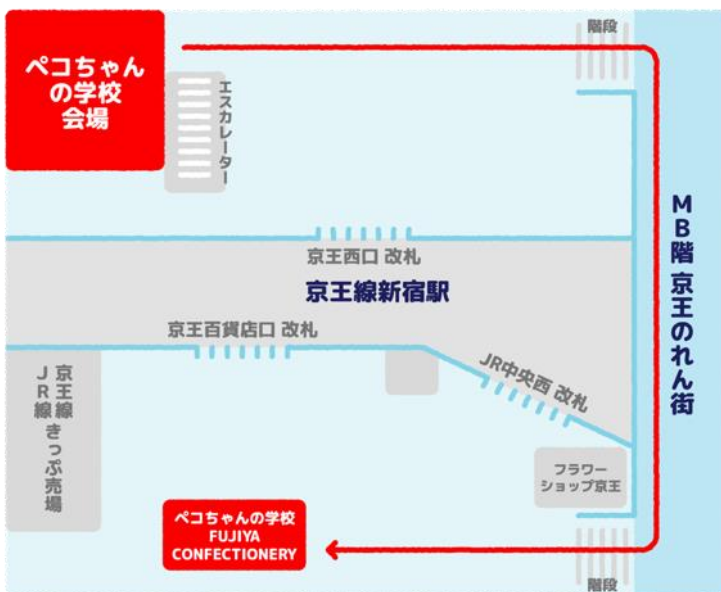 ペコちゃん
の学校
会場
エスカレーター
階段
MB階 京王のれん街
京王西口 改札
京王線新宿駅
京王百貨店口 改札
JR中央西 改札
京王線
JR線 きっぷ売場
フラワー
ショップ京王
ペコちゃんの学校
FUJIYA
CONFECTIONERY
階段